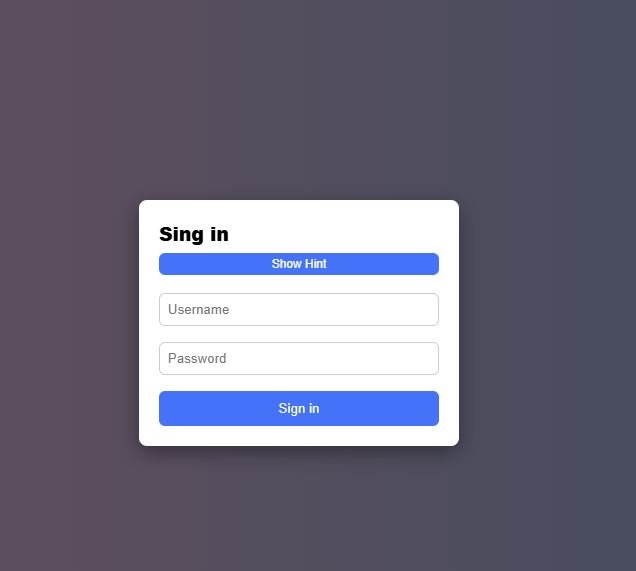 Sing in
Show Hint
Username
Password
Sign in